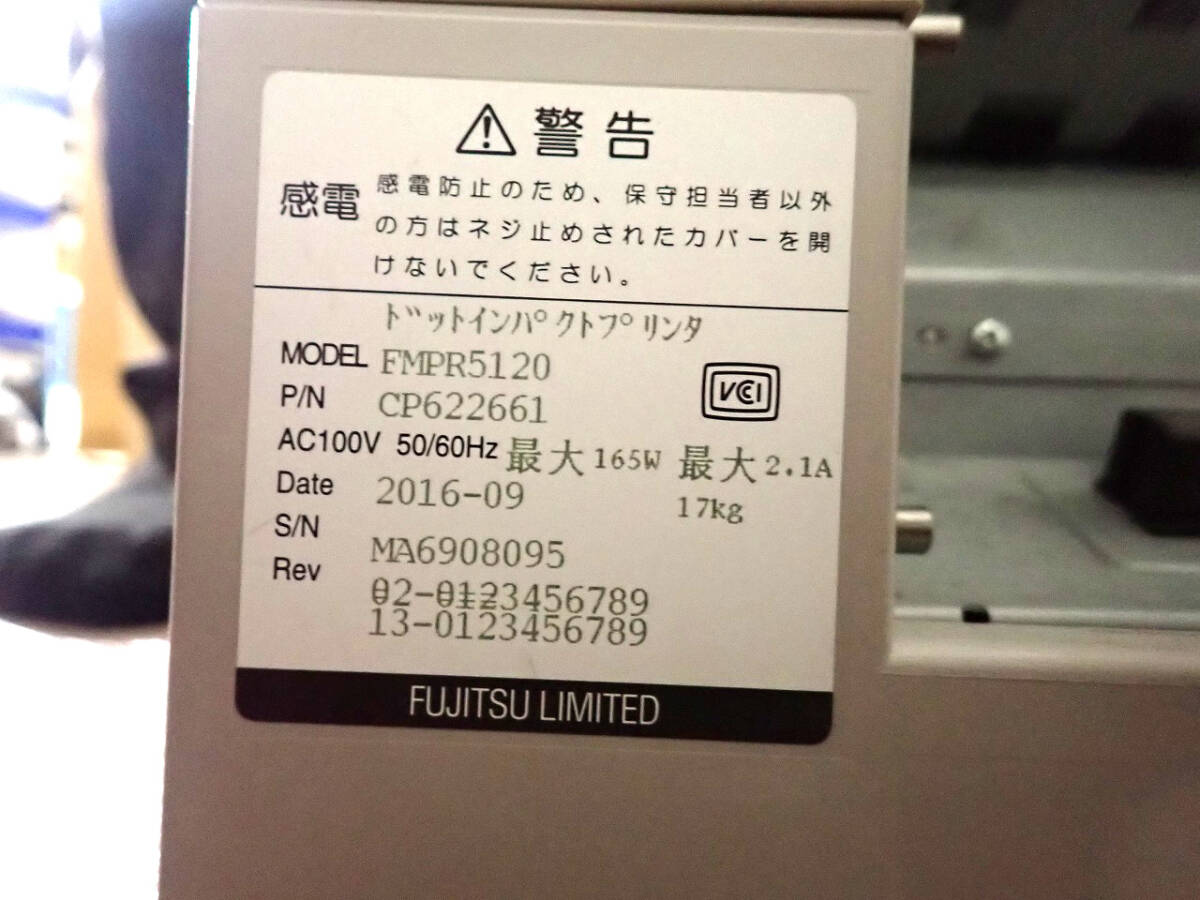 警告
感電 感電防止のため、保守担当者以外
の方はネジ止めされたカバーを開
けないでください。
ﾄﾞｯﾄｲﾝﾊﾟｸﾄﾌﾟﾘﾝﾀ
MODEL FMPR5120
P/N CP622661
VCCI
AC100V 50/60Hz 最大165W 最大2.1A
Date 2016-09 17kg
S/N MA6908095
Rev 02-0123456789
13-0123456789
FUJITSU LIMITED